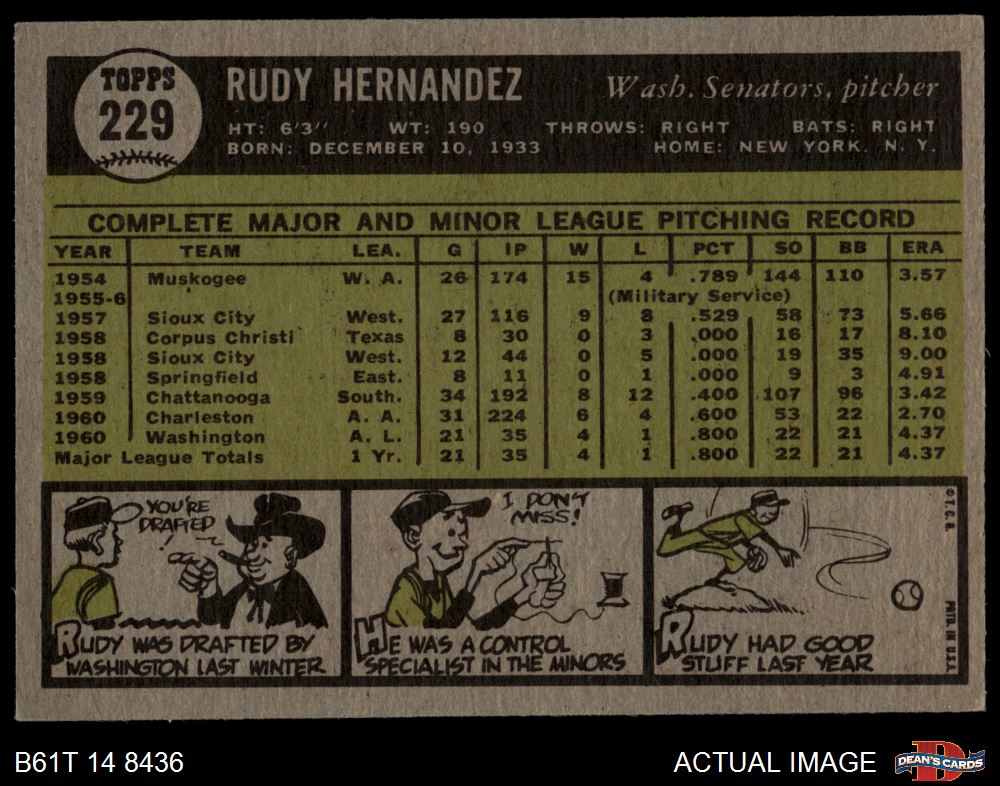 TOPPS
229
RUDY HERNANDEZ
Wash. Senators, pitcher
HT: 6'3" WT: 190 THROWS: RIGHT BATS: RIGHT
BORN: DECEMBER 10, 1933 HOME: NEW YORK, N. Y.
COMPLETE MAJOR AND MINOR LEAGUE PITCHING RECORD
YEAR TEAM LEA. G IP W L PCT SO BB ERA
1954 Muskogee W. A. 26 174 15 4 .789 144 110 3.57
1955-6 (Military Service)
1957 Sioux City West. 27 116 9 8 .529 58 73 5.66
1958 Corpus Christi Texas 8 30 0 3 .000 16 17 8.10
1958 Sioux City West. 12 44 0 5 .000 19 35 9.00
1958 Springfield East. 8 11 0 1 .000 9 3 4.91
1959 Chattanooga South. 34 192 8 12 .400 107 96 3.42
1960 Charleston A. A. 31 224 6 4 .600 53 22 2.70
1960 Washington A. L. 21 35 4 1 .800 22 21 4.37
Major League Totals 1 Yr. 21 35 4 1 .800 22 21 4.37
YOU'RE
DRAFTED
!
RUDY WAS DRAFTED BY
WASHINGTON LAST WINTER
I DON'T
MISS!
HE WAS A CONTROL
SPECIALIST IN THE MINORS
RUDY HAD GOOD
STUFF LAST YEAR
© T. C. G.
PRTD. IN U.S.A.
B61T 14 8436
ACTUAL IMAGE
D
DEAN'S CARDS